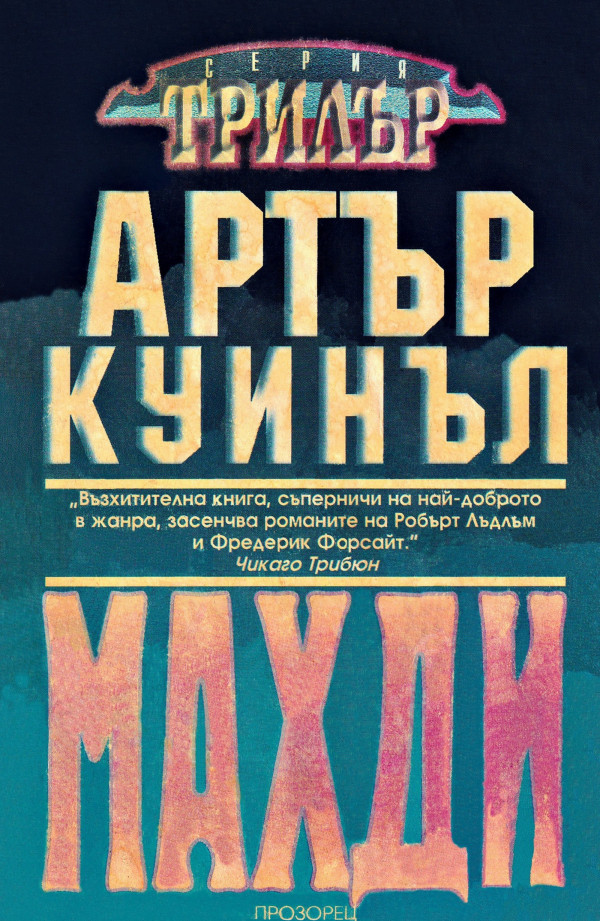 СЕРИЯ
ТРИЛЪР
АРТЪР
КУИНЪЛ
„Възхитителна книга, съперничи на най-доброто
в жанра, засенчва романите на Робърт Лъдлъм
и Фредерик Форсайт.“
Чикаго Трибюн
МАХДИ
ПРОЗОРЕЦ